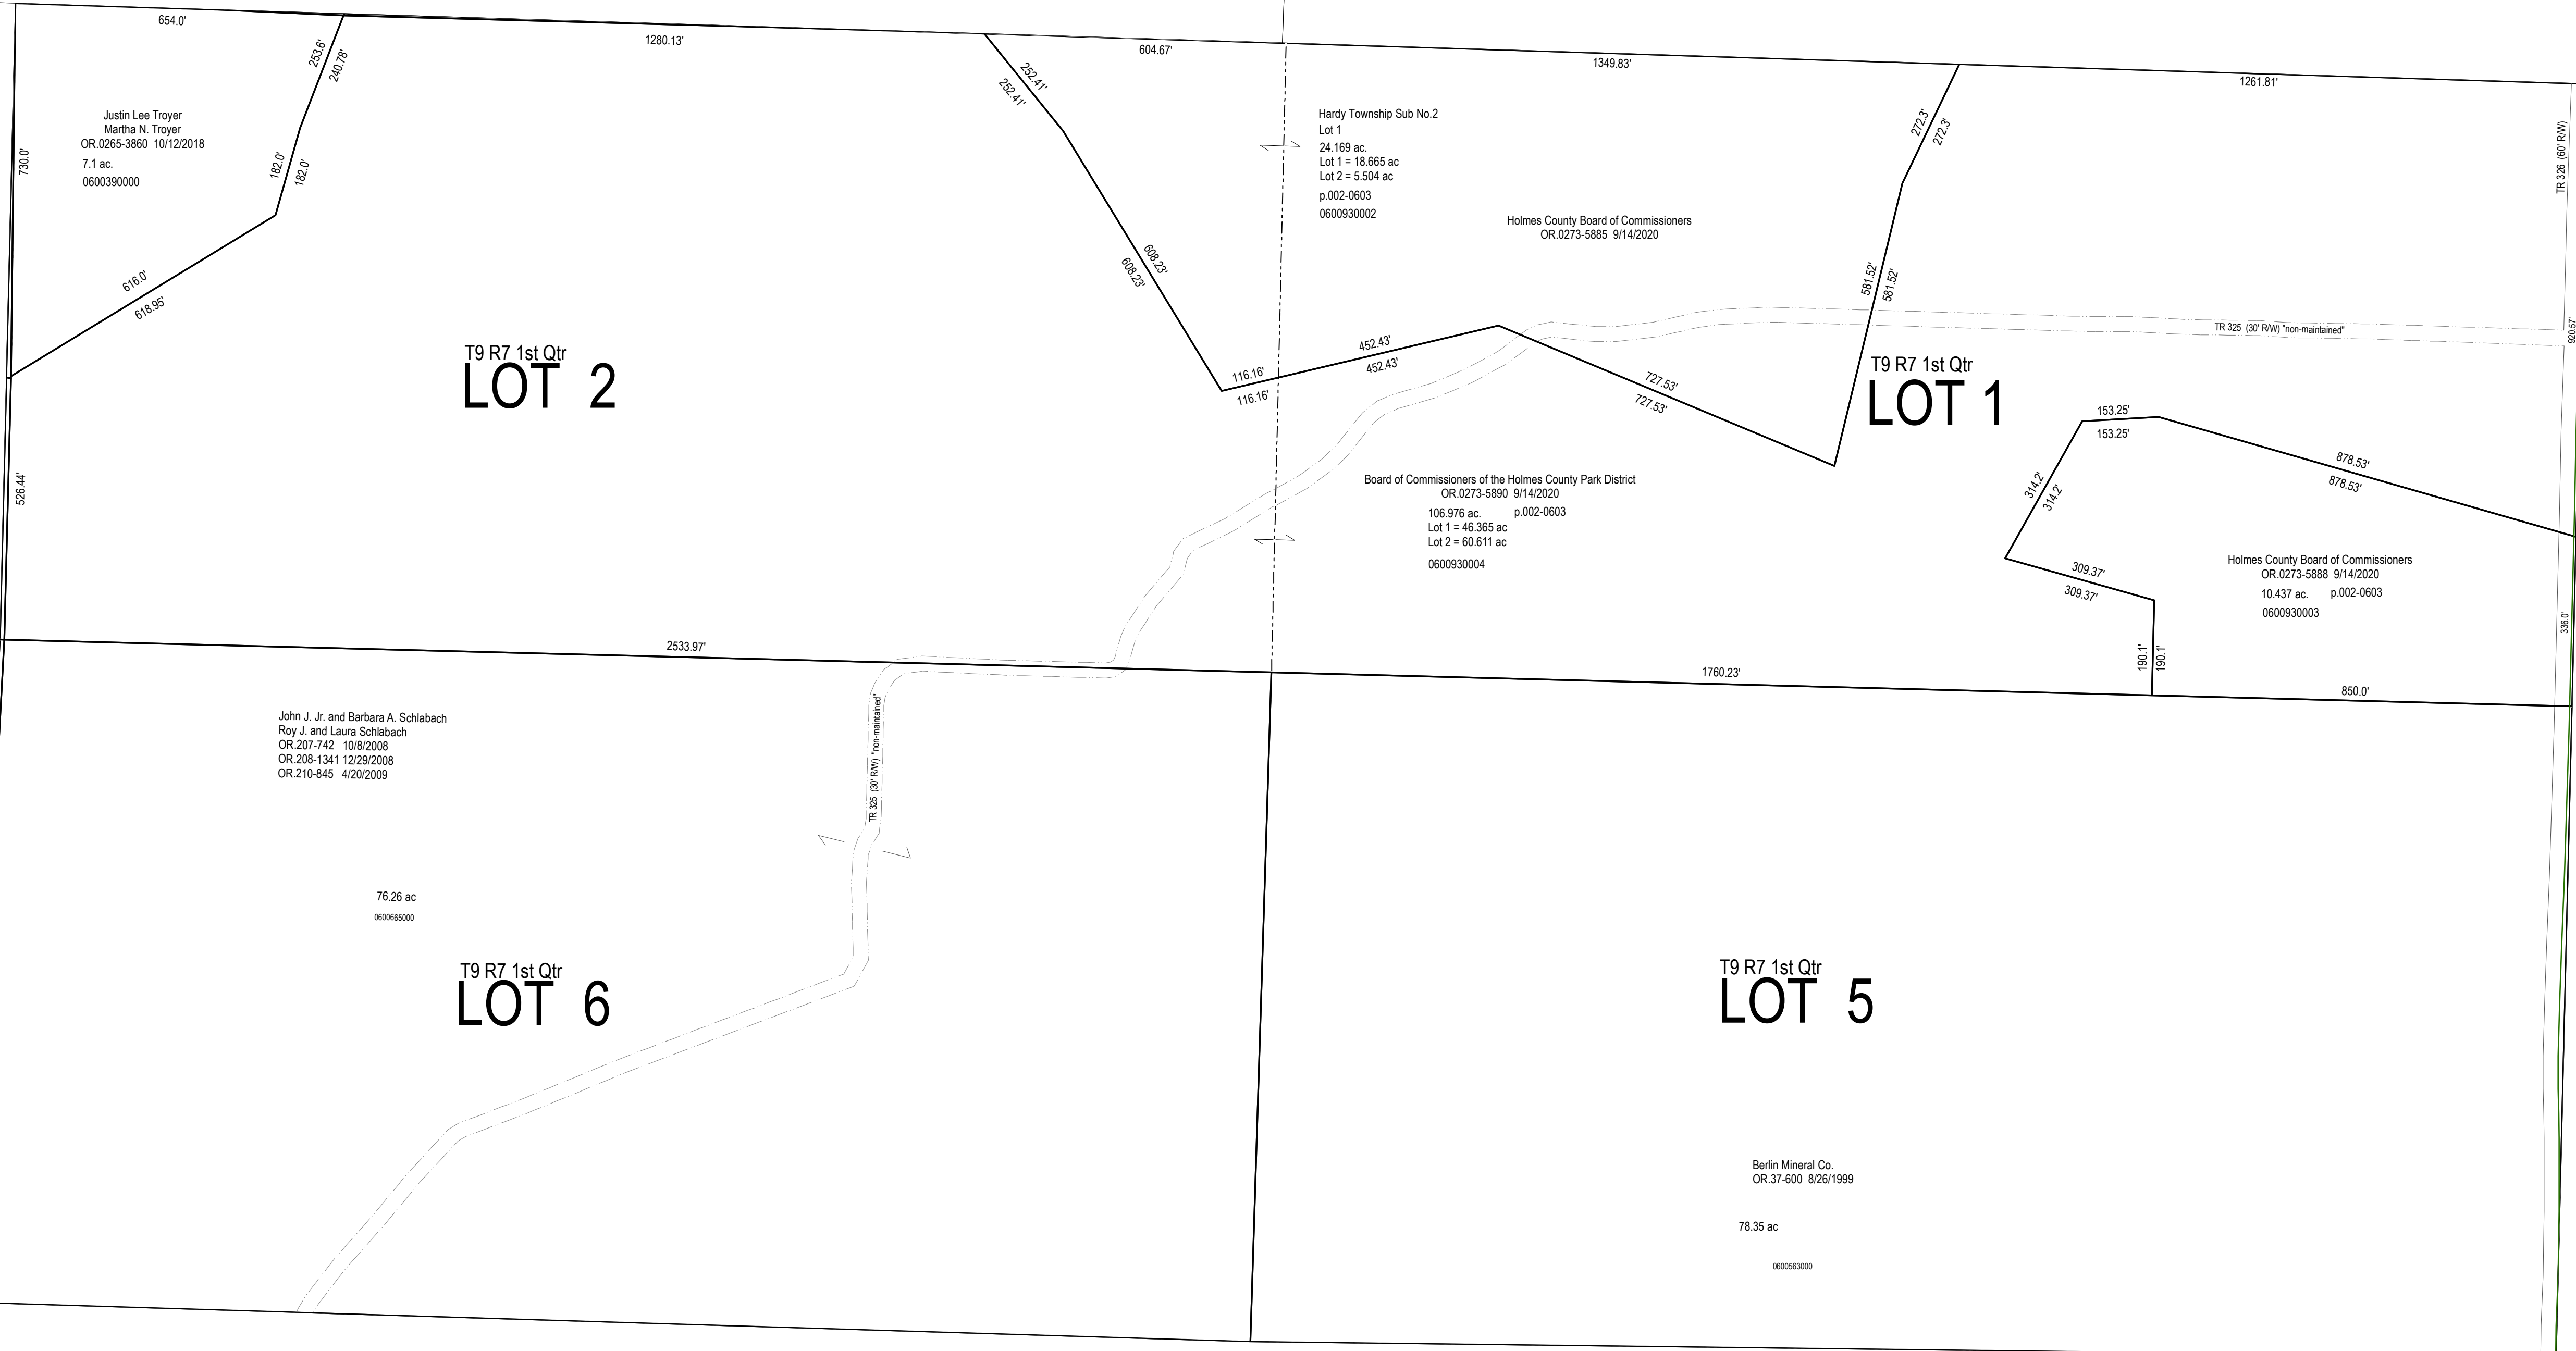 654.0'
1280.13'
604.67'
1349.83'
1261.81'
253.6'
240.78'
252.41'
252.41'
272.3'
272.3'
TR 326 (60' R/W)
730.0'
Justin Lee Troyer
Martha N. Troyer
OR.0265-3860 10/12/2018
7.1 ac.
0600390000
182.0'
182.0'
Hardy Township Sub No.2
Lot 1
24.169 ac.
Lot 1 = 18.665 ac
Lot 2 = 5.504 ac
p.002-0603
0600930002
Holmes County Board of Commissioners
OR.0273-5885 9/14/2020
616.0'
618.95'
608.23'
608.23'
581.52'
581.52'
TR 325 (30' R/W) "non-maintained"
920.57'
T9 R7 1st Qtr
LOT 2
116.16'
116.16'
452.43'
452.43'
727.53'
727.53'
T9 R7 1st Qtr
LOT 1
153.25'
153.25'
878.53'
878.53'
314.2'
314.2'
526.44'
Board of Commissioners of the Holmes County Park District
OR.0273-5890 9/14/2020
106.976 ac. p.002-0603
Lot 1 = 46.365 ac
Lot 2 = 60.611 ac
0600930004
309.37'
309.37'
Holmes County Board of Commissioners
OR.0273-5888 9/14/2020
10.437 ac. p.002-0603
0600930003
336.0'
190.1'
190.1'
2533.97'
1760.23'
850.0'
John J. Jr. and Barbara A. Schlabach
Roy J. and Laura Schlabach
OR.207-742 10/8/2008
OR.208-1341 12/29/2008
OR.210-845 4/20/2009
TR 325 (30' R/W) "non-maintained"
76.26 ac
0600665000
T9 R7 1st Qtr
LOT 6
T9 R7 1st Qtr
LOT 5
Berlin Mineral Co.
OR.37-600 8/26/1999
78.35 ac
0600563000